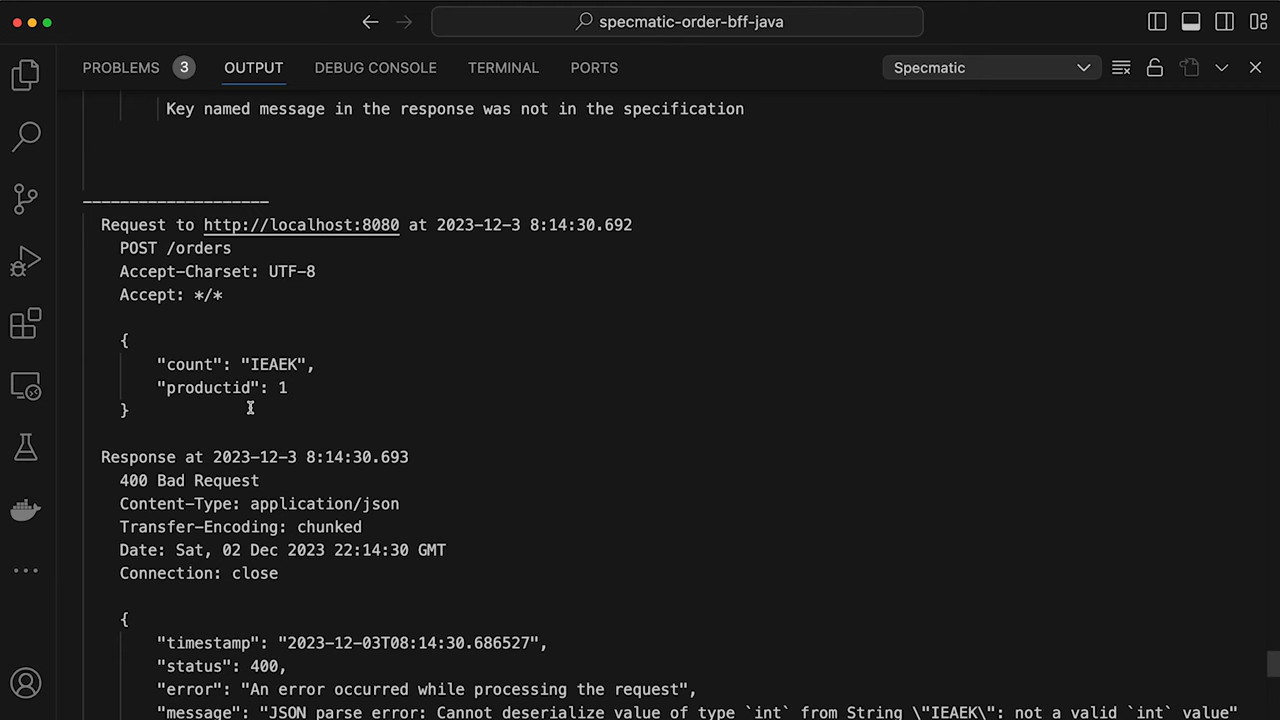 specmatic-order-bff-java
PROBLEMS 3 OUTPUT DEBUG CONSOLE TERMINAL PORTS Specmatic
Key named message in the response was not in the specification
--------------------
Request to http://localhost:8080 at 2023-12-3 8:14:30.692
POST /orders
Accept-Charset: UTF-8
Accept: */*
{
"count": "IEAEK",
"productid": 1
}
Response at 2023-12-3 8:14:30.693
400 Bad Request
Content-Type: application/json
Transfer-Encoding: chunked
Date: Sat, 02 Dec 2023 22:14:30 GMT
Connection: close
{
"timestamp": "2023-12-03T08:14:30.686527",
"status": 400,
"error": "An error occurred while processing the request",
"message": "JSON parse error: Cannot deserialize value of type `int` from String \"IEAEK\": not a valid `int` value"